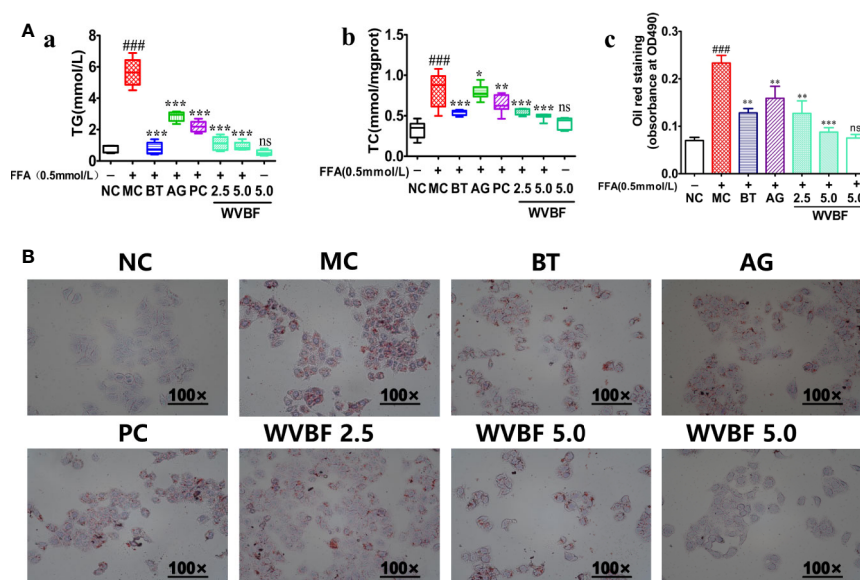 A
a
TG(mmol/L)
8
6
4
2
0
###
***
***
***
***
***
ns
FFA（0.5mmol/L）
–
+
+
+
+
+
+
–
NC MC BT AG PC 2.5 5.0 5.0
WVBF
b
TC(mmol/mgprot)
1.5
1.0
0.5
0.0
###
***
*
**
***
***
ns
FFA(0.5mmol/L)
–
+
+
+
+
+
+
–
NC MC BT AG PC 2.5 5.0 5.0
WVBF
c
Oil red staining
(obserbance at OD490)
0.3
0.2
0.1
0.0
###
**
**
**
***
ns
FFA(0.5mmol/L)
–
+
+
+
+
+
+
NC MC BT AG 2.5 5.0 5.0
WVBF
B
NC MC BT AG
100× 100× 100× 100×
PC WVBF 2.5 WVBF 5.0 WVBF 5.0
100× 100× 100× 100×